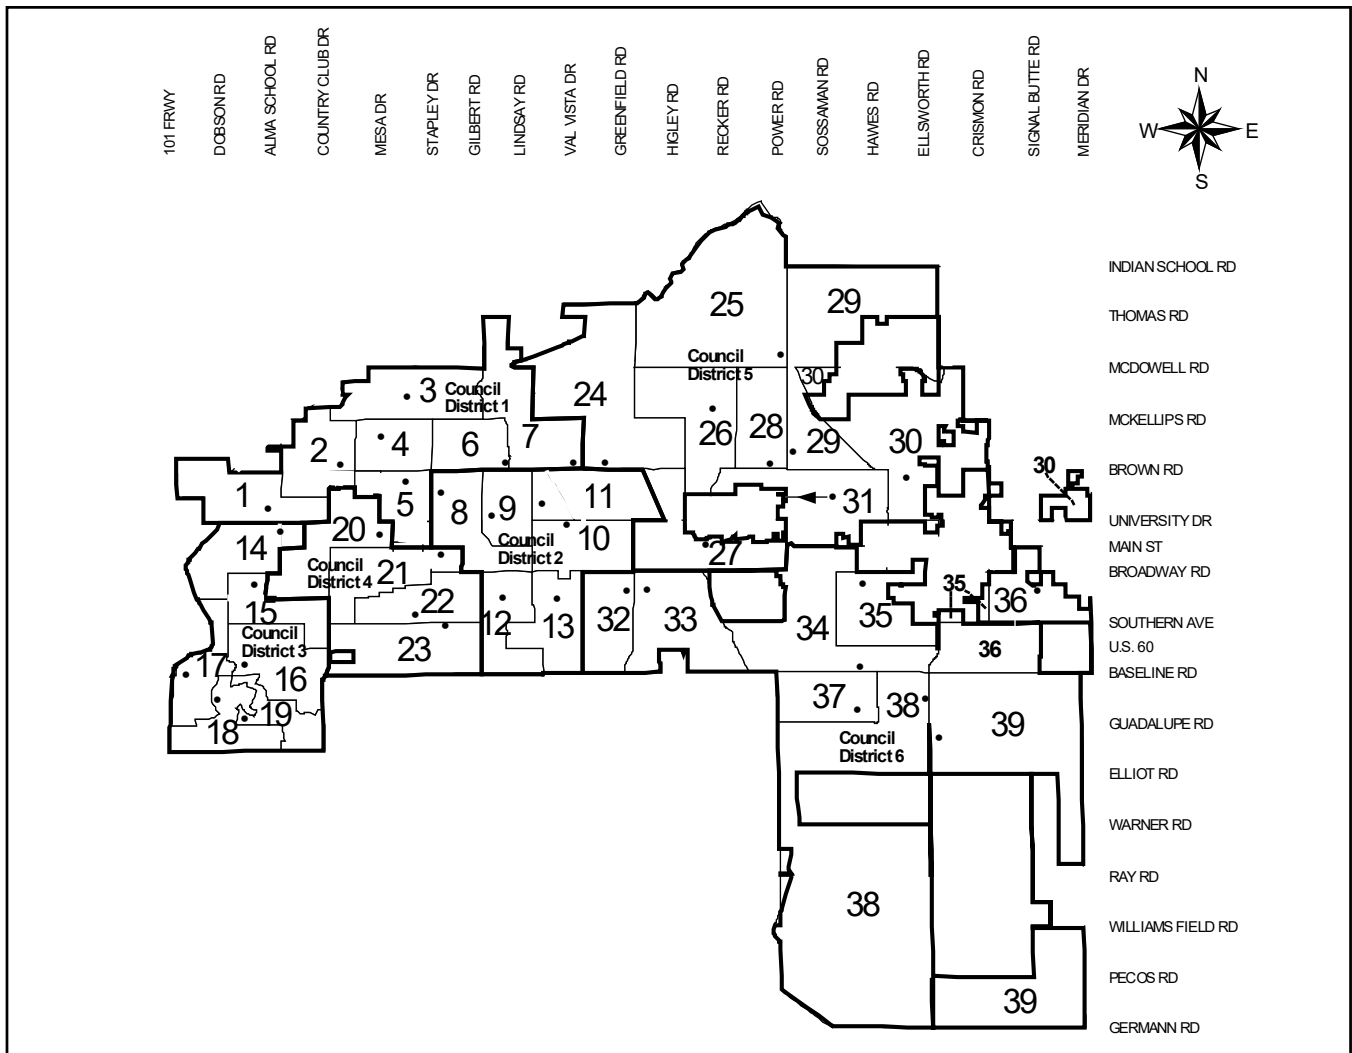 101 FRWY
DOBSON RD
ALMA SCHOOL RD
COUNTRY CLUB DR
MESA DR
STAPLEY DR
GILBERT RD
LINDSAY RD
VAL VISTA DR
GREENFIELD RD
HIGLEY RD
RECKER RD
POWER RD
SOSSAMAN RD
HAWES RD
ELLSWORTH RD
CRISMON RD
SIGNAL BUTTE RD
MERIDIAN DR
N
W E
S
INDIAN SCHOOL RD
25 29
THOMAS RD
Council
District 5
MCDOWELL RD
3 30
Council
District 1
24
MCKELLIPS RD
2 4 6 7 26 28 29 30
BROWN RD
30
1 5 8 9 11 31
UNIVERSITY DR
14 20 10 27
Council
District 2
MAIN ST
Council
District 4
21
BROADWAY RD
35
15 22 12 13 32 33 34 35 36
SOUTHERN AVE
Council
District 3
23 36
U.S. 60
17 16
BASELINE RD
37 38
18 19 39
GUADALUPE RD
Council
District 6
ELLIOT RD
WARNER RD
RAY RD
38
WILLIAMS FIELD RD
PECOS RD
39
GERMANN RD